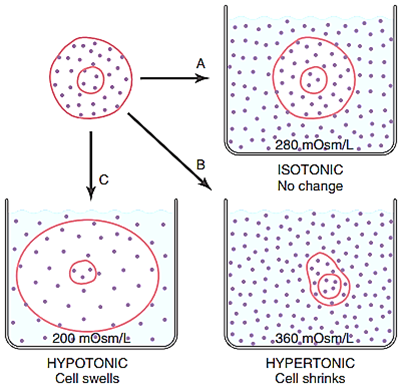 A
280 mOsm/L
ISOTONIC
No change
B
C
200 mOsm/L
HYPOTONIC
Cell swells
360 mOsm/L
HYPERTONIC
Cell shrinks